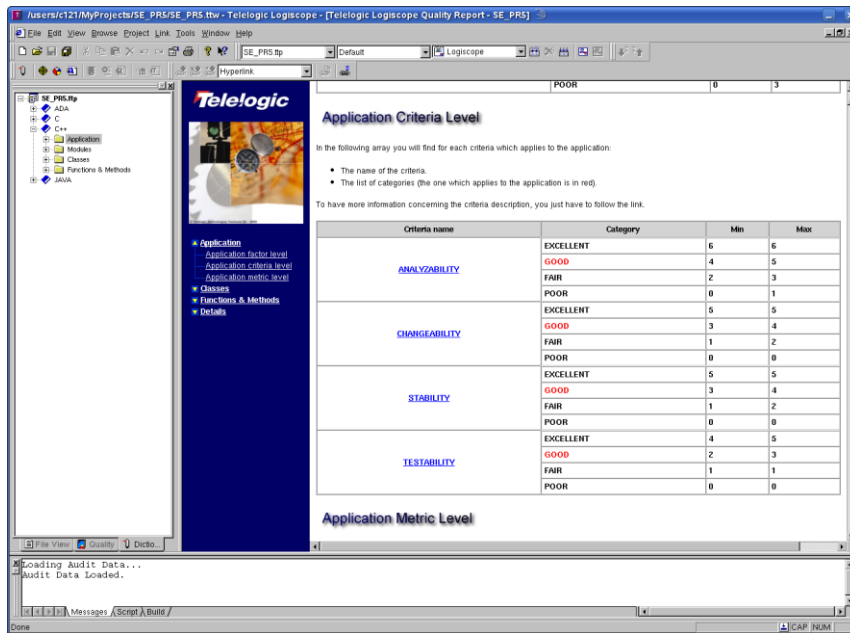 /users/c121/MyProjects/SE_PR5/SE_PR5.ttw - Telelogic Logiscope - [Telelogic Logiscope Quality Report - SE_PR5]
File Edit View Browse Project Link Tools Window Help
SE_PR5.ttp Default Logiscope
Hyperlink
SE_PR5.ttp
ADA
C
C++
Application
Modules
Classes
Functions & Methods
JAVA
Telelogic
Application
Application factor level
Application criteria level
Application metric level
Classes
Functions & Methods
Details
POOR 0 3
Application Criteria Level
In the following array you will find for each criteria which applies to the application:
• The name of the criteria.
• The list of categories (the one which applies to the application is in red).
To have more information concerning the criteria description, you just have to follow the link.
Criteria name Category Min Max
ANALYZABILITY
EXCELLENT 6 6
GOOD 4 5
FAIR 2 3
POOR 0 1
CHANGEABILITY
EXCELLENT 5 5
GOOD 3 4
FAIR 1 2
POOR 0 0
STABILITY
EXCELLENT 5 5
GOOD 3 4
FAIR 1 2
POOR 0 0
TESTABILITY
EXCELLENT 4 5
GOOD 2 3
FAIR 1 1
POOR 0 0
Application Metric Level
File View Quality Dictio...
Loading Audit Data...
Audit Data Loaded.
Messages Script Build
Done CAP NUM